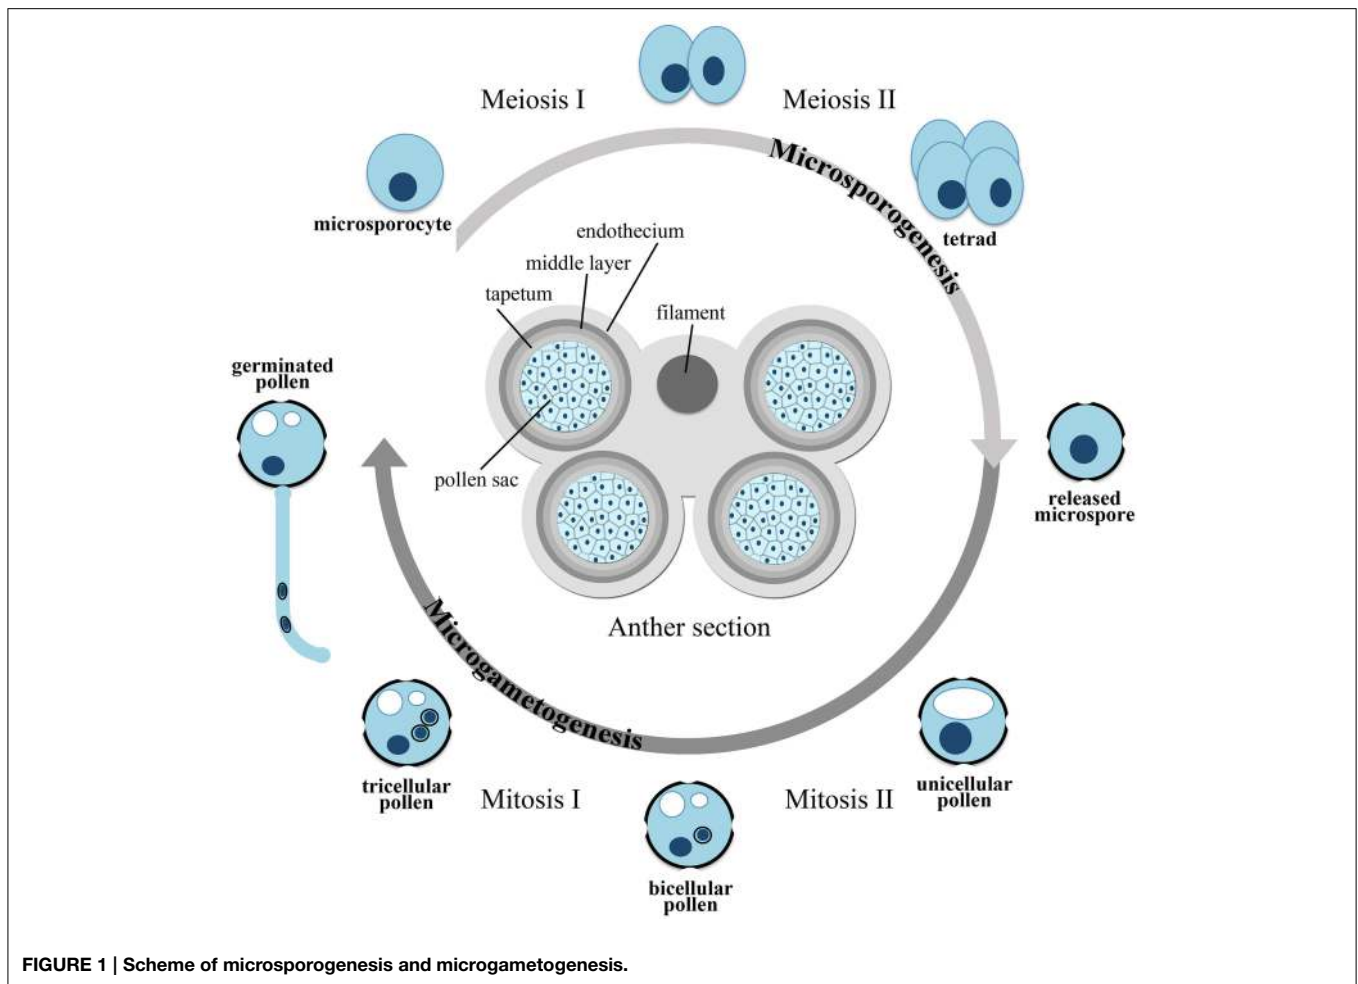 Meiosis I
Meiosis II
microsporocyte
Microsporogenesis
tetrad
endothecium
middle layer
tapetum
filament
germinated
pollen
pollen sac
released
microspore
Anther section
Microgametogenesis
tricellular
pollen
Mitosis I
Mitosis II
unicellular
pollen
bicellular
pollen
FIGURE 1 | Scheme of microsporogenesis and microgametogenesis.